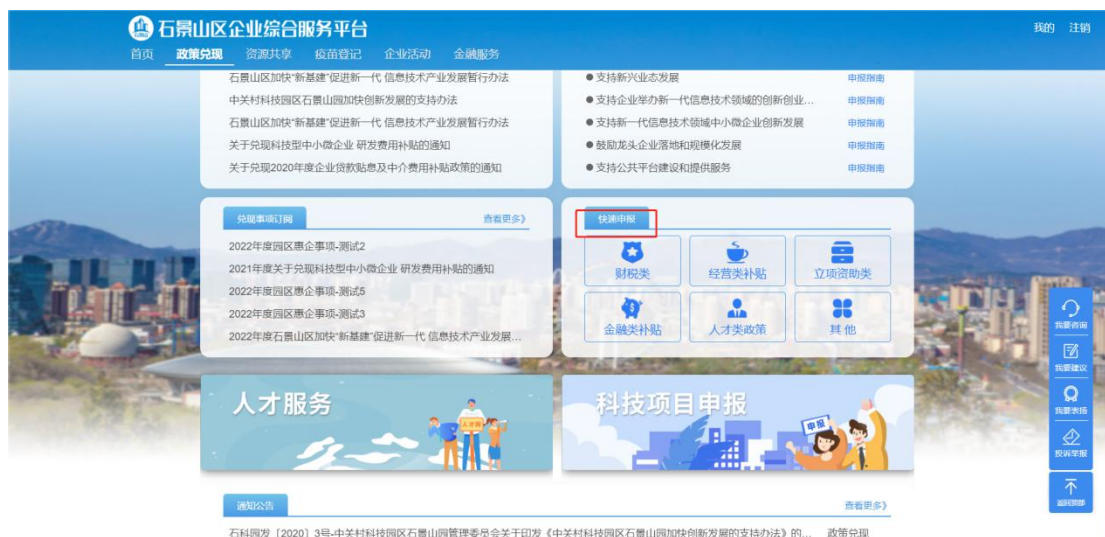 石景山区企业综合服务平台
我的 注销
首页 政策兑现 资源共享 疫苗登记 企业活动 金融服务
石景山区加快“新基建”促进新一代 信息技术产业发展暂行办法
中关村科技园区石景山园加快创新发展的支持办法
石景山区加快“新基建”促进新一代 信息技术产业发展暂行办法
关于兑现科技型中小微企业 研发费用补贴的通知
关于兑现2020年度企业贷款贴息及中介费用补贴政策的通知
●支持新兴业态发展 申报指南
●支持企业举办新一代信息技术领域的创新创业... 申报指南
●支持新一代信息技术领域中小微企业创新发展 申报指南
●鼓励龙头企业落地和规模化发展 申报指南
●支持公共平台建设和提供服务 申报指南
兑现事项订阅 查看更多》
2022年度园区惠企事项-测试2
2021年度关于兑现科技型中小微企业 研发费用补贴的通知
2022年度园区惠企事项-测试5
2022年度园区惠企事项-测试3
2022年度石景山区加快“新基建”促进新一代 信息技术产业发展...
快速申报
财税类 经营类补贴 立项资助类
金融类补贴 人才类政策 其他
我要咨询
我要建议
我要表扬
投诉举报
返回顶部
人才服务
人才网
科技项目申报
申报
通知公告 查看更多》
石科园发〔2020〕3号-中关村科技园区石景山园管理委员会关于印发《中关村科技园区石景山园加快创新发展的支持办法》的... 政策兑现